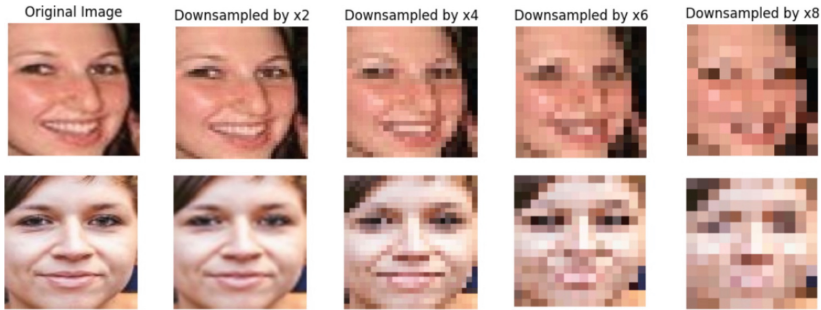 Original Image
Downsampled by x2
Downsampled by x4
Downsampled by x6
Downsampled by x8